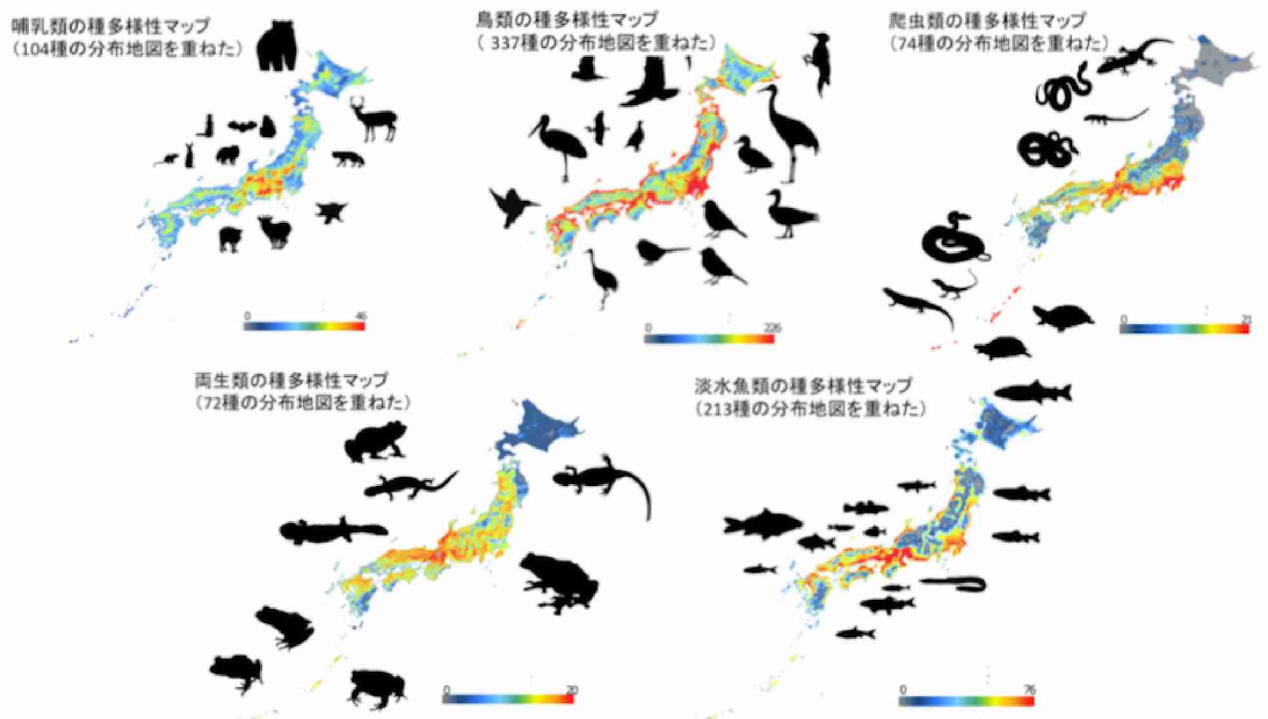 哺乳類の種多様性マップ
（104種の分布地図を重ねた）
0 46
鳥類の種多様性マップ
（ 337種の分布地図を重ねた）
0 226
爬虫類の種多様性マップ
（74種の分布地図を重ねた）
0 21
両生類の種多様性マップ
（72種の分布地図を重ねた）
0 20
淡水魚類の種多様性マップ
（213種の分布地図を重ねた）
0 76